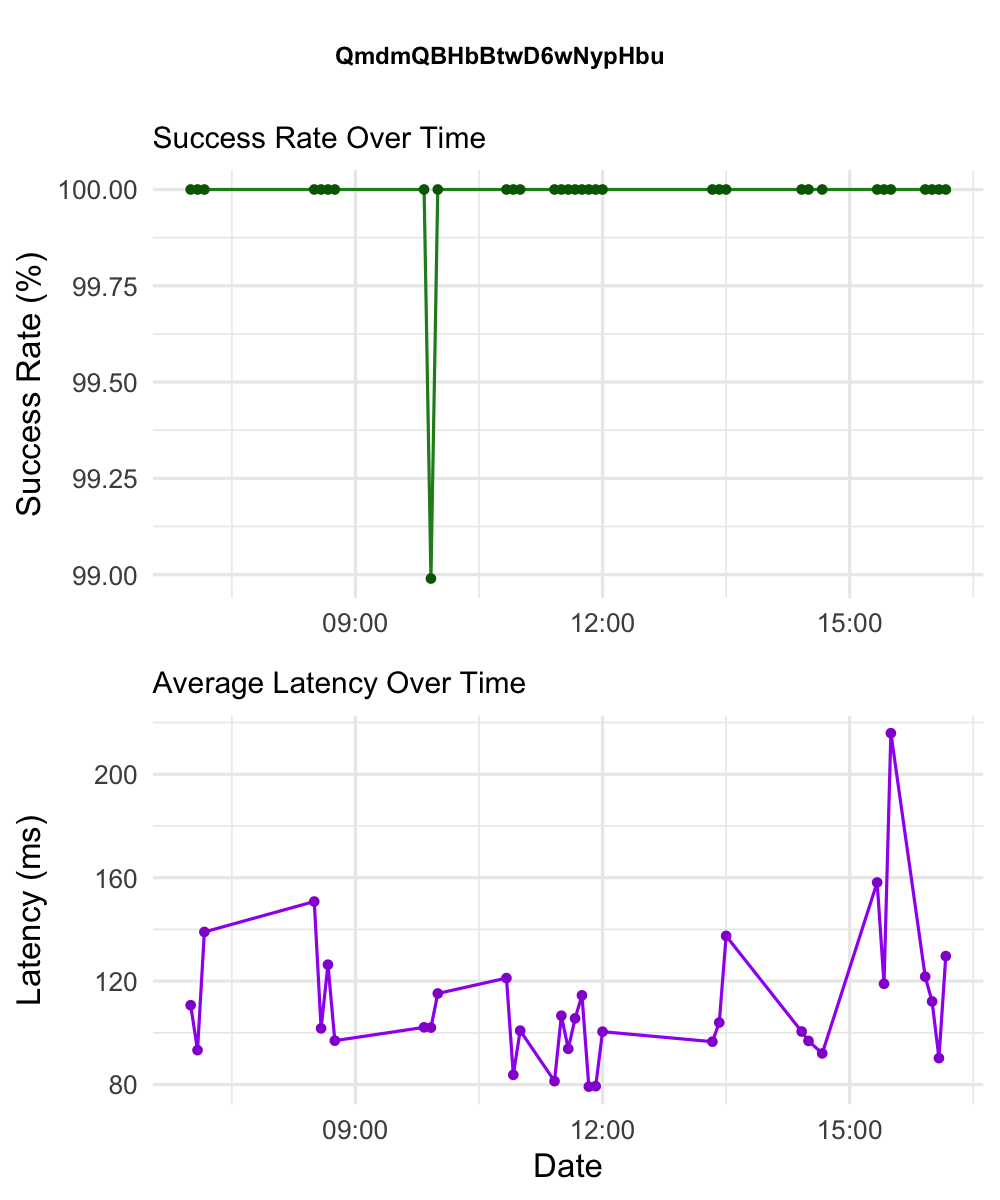 QmdmQBHbBtwD6wNypHbu
Success Rate Over Time
Success Rate (%)
100.00
99.75
99.50
99.25
99.00
09:00 12:00 15:00
Average Latency Over Time
Latency (ms)
200
160
120
80
09:00 12:00 15:00
Date